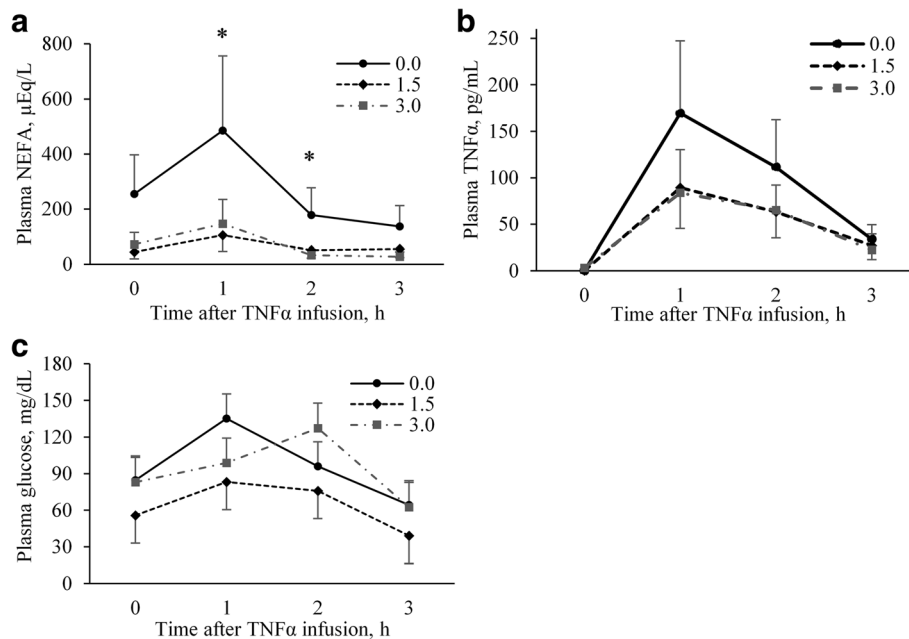 a
*
*
Plasma NEFA, µEq/L
800
600
400
200
0
0.0
1.5
3.0
0 1 2 3
Time after TNFα infusion, h
b
Plasma TNFα, pg/mL
250
200
150
100
50
0
0.0
1.5
3.0
0 1 2 3
Time after TNFα infusion, h
c
Plasma glucose, mg/dL
180
150
120
90
60
30
0
0.0
1.5
3.0
0 1 2 3
Time after TNFα infusion, h